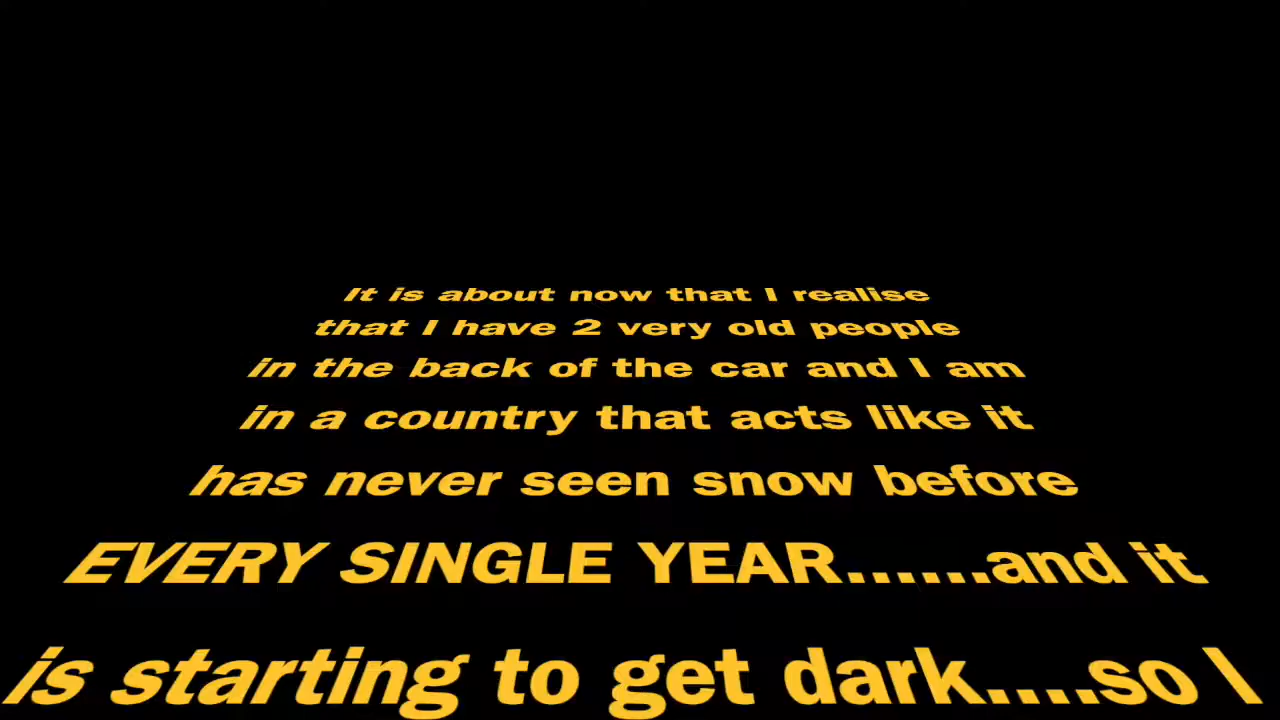 It is about now that I realise
that I have 2 very old people
in the back of the car and I am
in a country that acts like it
has never seen snow before
EVERY SINGLE YEAR......and it
is starting to get dark....so I